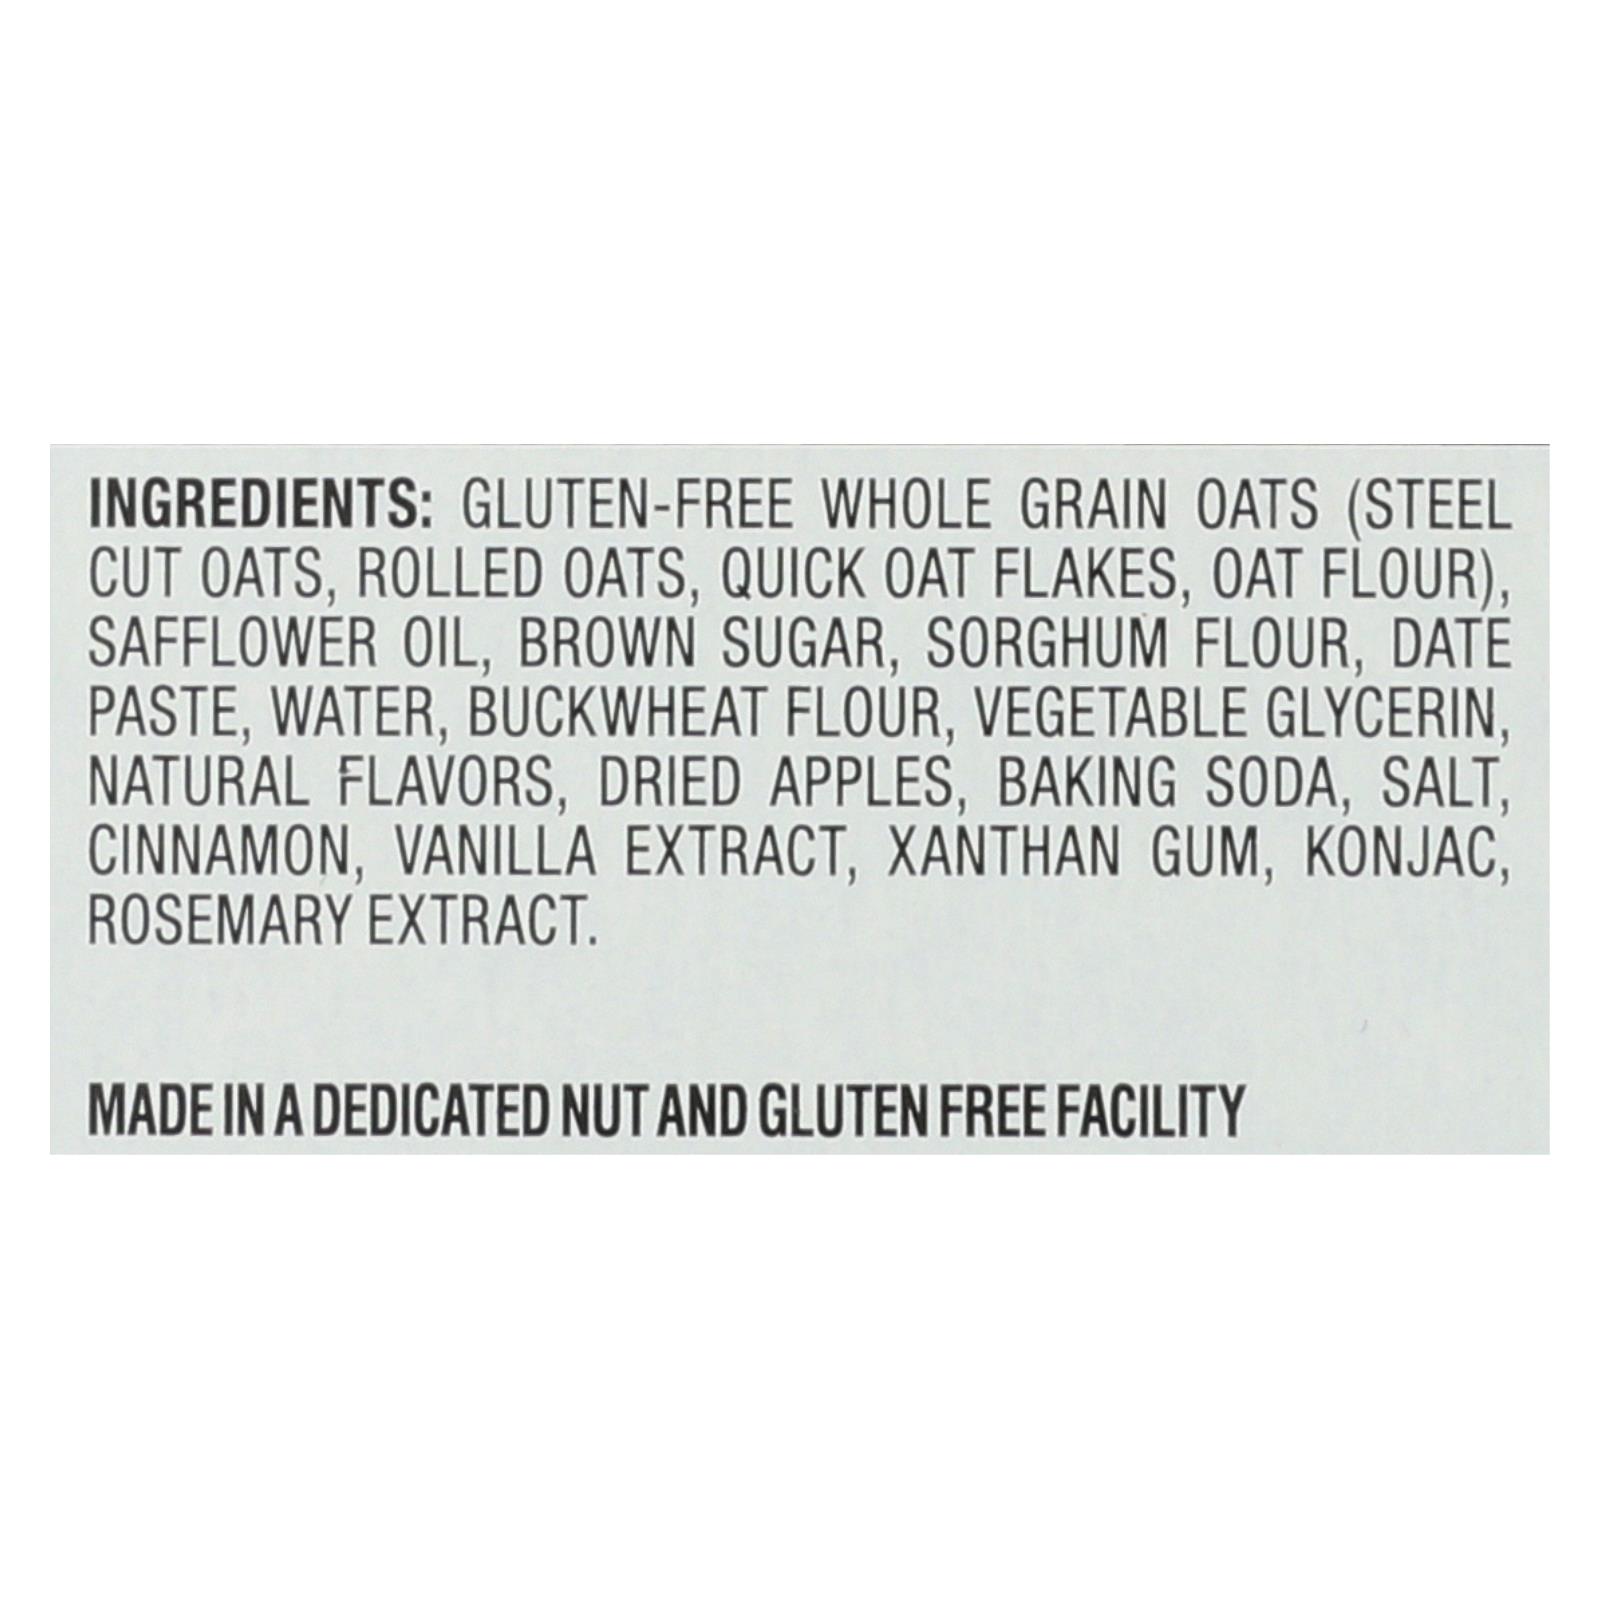 INGREDIENTS: GLUTEN-FREE WHOLE GRAIN OATS (STEEL
CUT OATS, ROLLED OATS, QUICK OAT FLAKES, OAT FLOUR),
SAFFLOWER OIL, BROWN SUGAR, SORGHUM FLOUR, DATE
PASTE, WATER, BUCKWHEAT FLOUR, VEGETABLE GLYCERIN,
NATURAL FLAVORS, DRIED APPLES, BAKING SODA, SALT,
CINNAMON, VANILLA EXTRACT, XANTHAN GUM, KONJAC,
ROSEMARY EXTRACT.
MADE IN A DEDICATED NUT AND GLUTEN FREE FACILITY